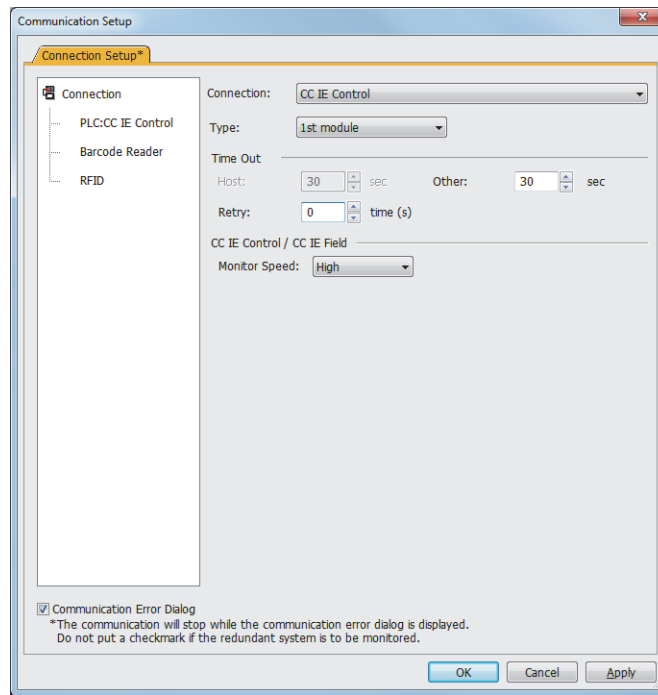 Communication Setup
Connection Setup*
Connection
PLC:CC IE Control
Barcode Reader
RFID
Connection: CC IE Control
Type: 1st module
Time Out
Host: 30 sec Other: 30 sec
Retry: 0 time (s)
CC IE Control / CC IE Field
Monitor Speed: High
Communication Error Dialog
*The communication will stop while the communication error dialog is displayed.
Do not put a checkmark if the redundant system is to be monitored.
OK Cancel Apply